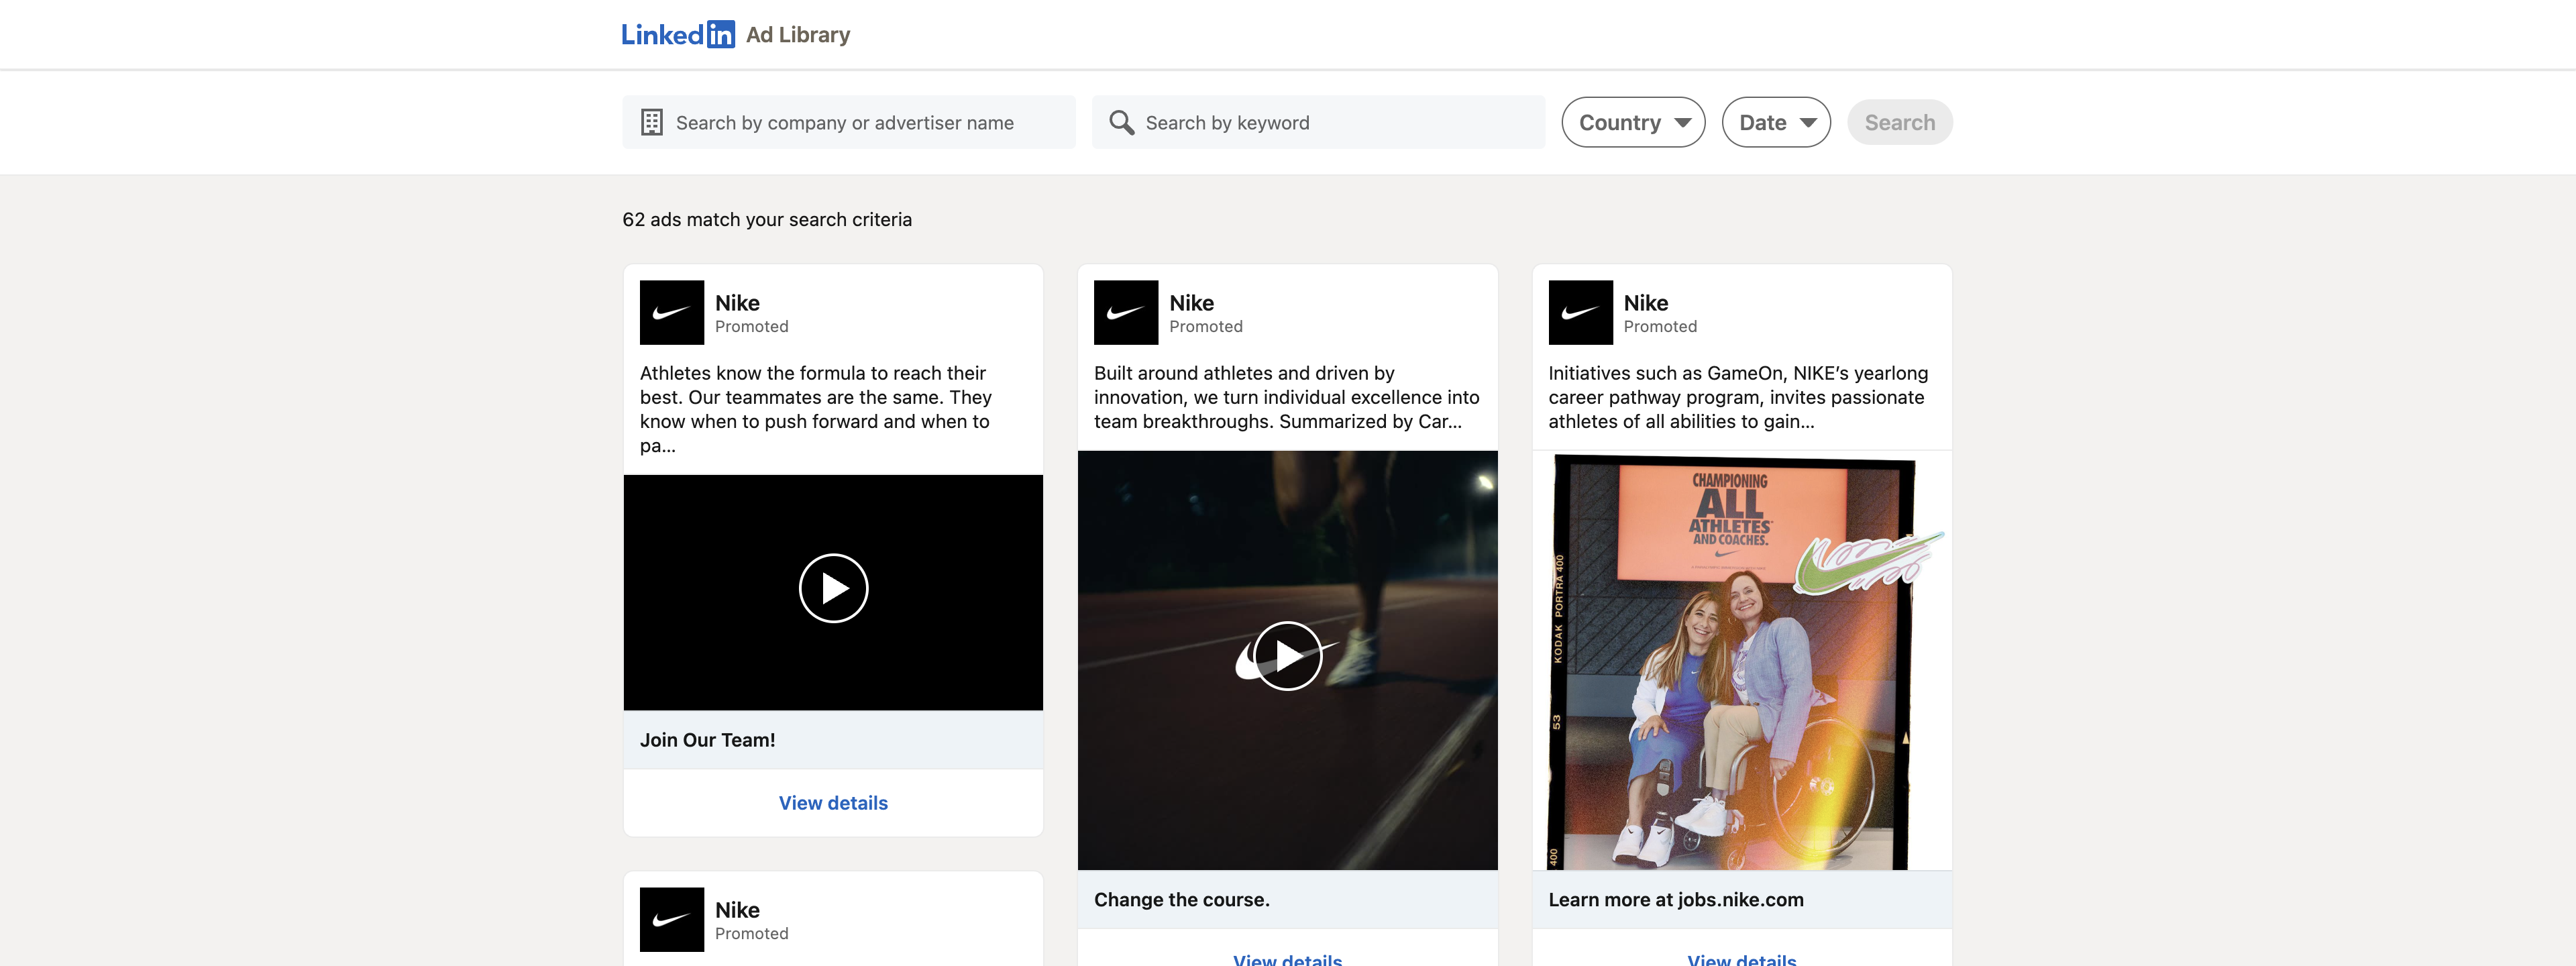 LinkedIn Ad Library
Search by company or advertiser name
Search by keyword
Country
Date
Search
62 ads match your search criteria
Nike
Promoted
Athletes know the formula to reach their
best. Our teammates are the same. They
know when to push forward and when to
pa...
Join Our Team!
View details
Nike
Promoted
Nike
Promoted
Built around athletes and driven by
innovation, we turn individual excellence into
team breakthroughs. Summarized by Car...
Change the course.
View details
Nike
Promoted
Initiatives such as GameOn, NIKE’s yearlong
career pathway program, invites passionate
athletes of all abilities to gain...
CHAMPIONING
ALL
ATHLETES*
AND COACHES.
KODAK PORTRA 400
53
400
Learn more at jobs.nike.com
View details